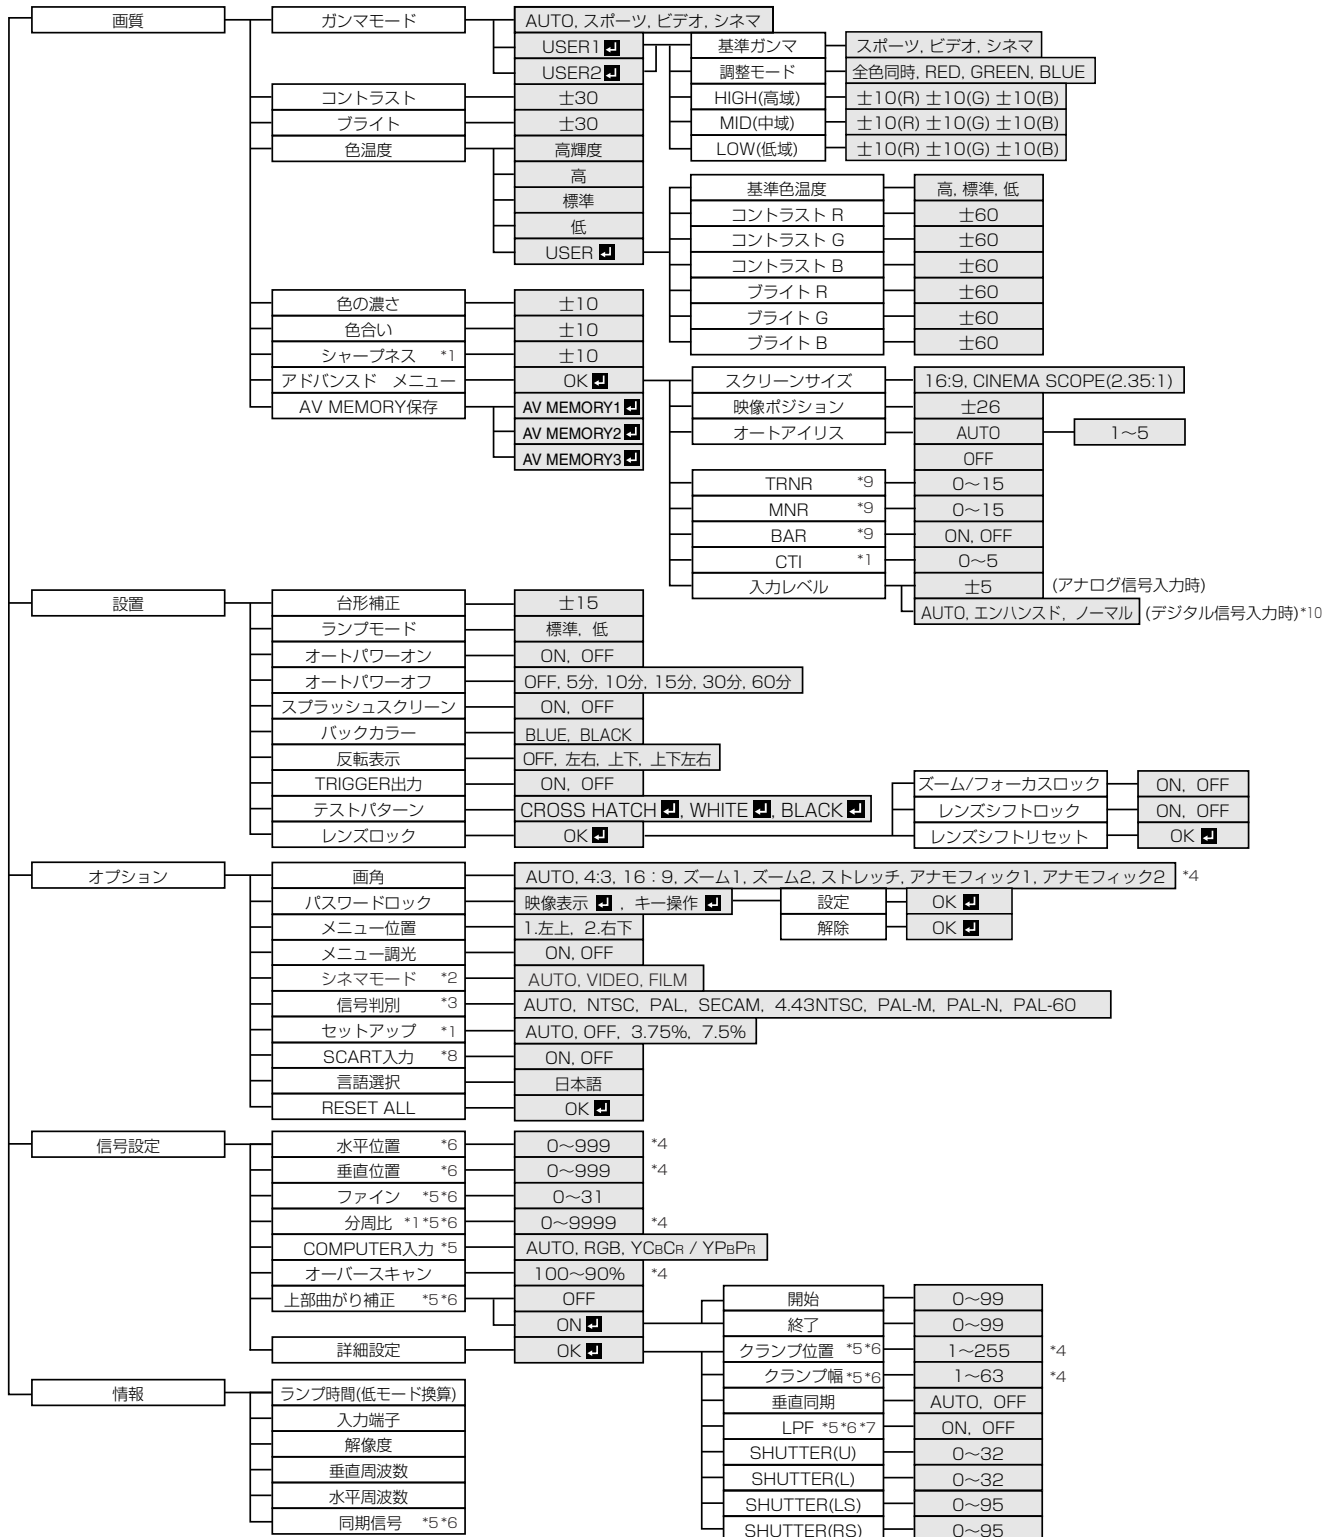 画質 ガンマモード AUTO, スポーツ, ビデオ, シネマ
USER1 基準ガンマ スポーツ, ビデオ, シネマ
USER2 調整モード 全色同時, RED, GREEN, BLUE
コントラスト ±30 HIGH(高域) ±10(R) ±10(G) ±10(B)
ブライト ±30 MID(中域) ±10(R) ±10(G) ±10(B)
色温度 高輝度 LOW(低域) ±10(R) ±10(G) ±10(B)
高
標準
低
USER
基準色温度 高, 標準, 低
コントラスト R ±60
コントラスト G ±60
コントラスト B ±60
ブライト R ±60
ブライト G ±60
ブライト B ±60
色の濃さ ±10
色合い ±10
シャープネス *1 ±10
アドバンスド メニュー OK
AV MEMORY保存 AV MEMORY1
AV MEMORY2
AV MEMORY3
スクリーンサイズ 16:9, CINEMA SCOPE(2.35:1)
映像ポジション ±26
オートアイリス AUTO 1～5
OFF
TRNR *9 0～15
MNR *9 0～15
BAR *9 ON, OFF
CTI *1 0～5
入力レベル ±5 (アナログ信号入力時)
AUTO, エンハンスド, ノーマル (デジタル信号入力時)*10
設置 台形補正 ±15
ランプモード 標準, 低
オートパワーオン ON, OFF
オートパワーオフ OFF, 5分, 10分, 15分, 30分, 60分
スプラッシュスクリーン ON, OFF
バックカラー BLUE, BLACK
反転表示 OFF, 左右, 上下, 上下左右
TRIGGER出力 ON, OFF
テストパターン CROSS HATCH , WHITE , BLACK
レンズロック OK
ズーム/フォーカスロック ON, OFF
レンズシフトロック ON, OFF
レンズシフトリセット OK
オプション 画角 AUTO, 4:3, 16：9, ズーム1, ズーム2, ストレッチ, アナモフィック1, アナモフィック2 *4
パスワードロック 映像表示 , キー操作 設定 OK
解除 OK
メニュー位置 1.左上, 2.右下
メニュー調光 ON, OFF
シネマモード *2 AUTO, VIDEO, FILM
信号判別 *3 AUTO, NTSC, PAL, SECAM, 4.43NTSC, PAL-M, PAL-N, PAL-60
セットアップ *1 AUTO, OFF, 3.75%, 7.5%
SCART入力 *8 ON, OFF
言語選択 日本語
RESET ALL OK
信号設定 水平位置 *6 0～999 *4
垂直位置 *6 0～999 *4
ファイン *5*6 0～31
分周比 *1*5*6 0～9999 *4
COMPUTER入力 *5 AUTO, RGB, YCBCR / YPBPR
オーバースキャン 100～90% *4
上部曲がり補正 *5*6 OFF
ON
開始 0～99
終了 0～99
詳細設定 OK
クランプ位置 *5*6 1～255 *4
クランプ幅 *5*6 1～63 *4
垂直同期 AUTO, OFF
LPF *5*6*7 ON, OFF
SHUTTER(U) 0～32
SHUTTER(L) 0～32
SHUTTER(LS) 0～95
SHUTTER(RS) 0～95
情報 ランプ時間(低モード換算)
入力端子
解像度
垂直周波数
水平周波数
同期信号 *5*6